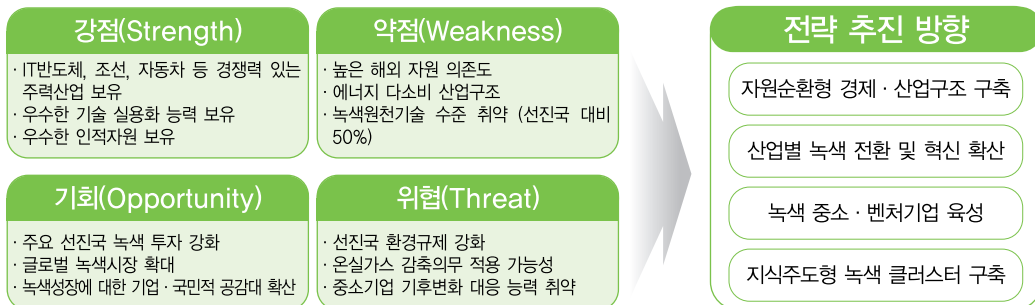 강점(Strength)
· IT반도체, 조선, 자동차 등 경쟁력 있는
주력산업 보유
· 우수한 기술 실용화 능력 보유
· 우수한 인적자원 보유
약점(Weakness)
· 높은 해외 자원 의존도
· 에너지 다소비 산업구조
· 녹색원천기술 수준 취약 (선진국 대비
50%)
기회(Opportunity)
· 주요 선진국 녹색 투자 강화
· 글로벌 녹색시장 확대
· 녹색성장에 대한 기업 · 국민적 공감대 확산
위협(Threat)
· 선진국 환경규제 강화
· 온실가스 감축의무 적용 가능성
· 중소기업 기후변화 대응 능력 취약
전략 추진 방향
자원순환형 경제 · 산업구조 구축
산업별 녹색 전환 및 혁신 확산
녹색 중소 · 벤처기업 육성
지식주도형 녹색 클러스터 구축